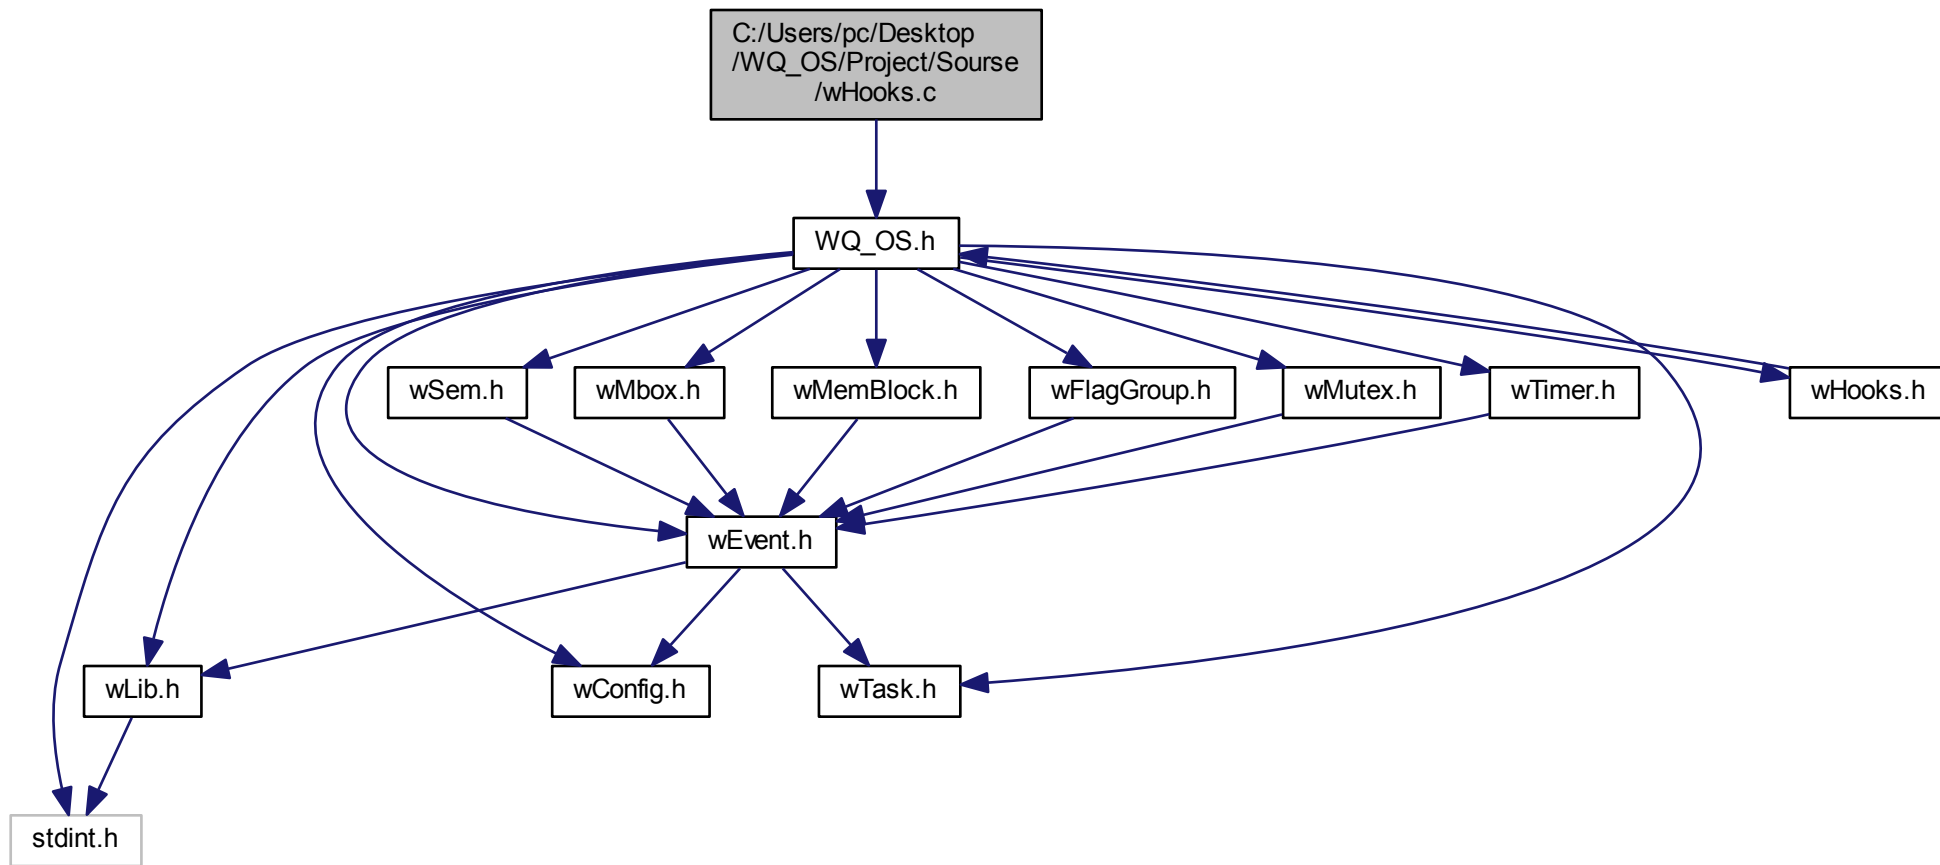 C:/Users/pc/Desktop
/WQ_OS/Project/Sourse
/wHooks.c
WQ_OS.h
wSem.h
wMbox.h
wMemBlock.h
wFlagGroup.h
wMutex.h
wTimer.h
wHooks.h
wEvent.h
wLib.h
wConfig.h
wTask.h
stdint.h